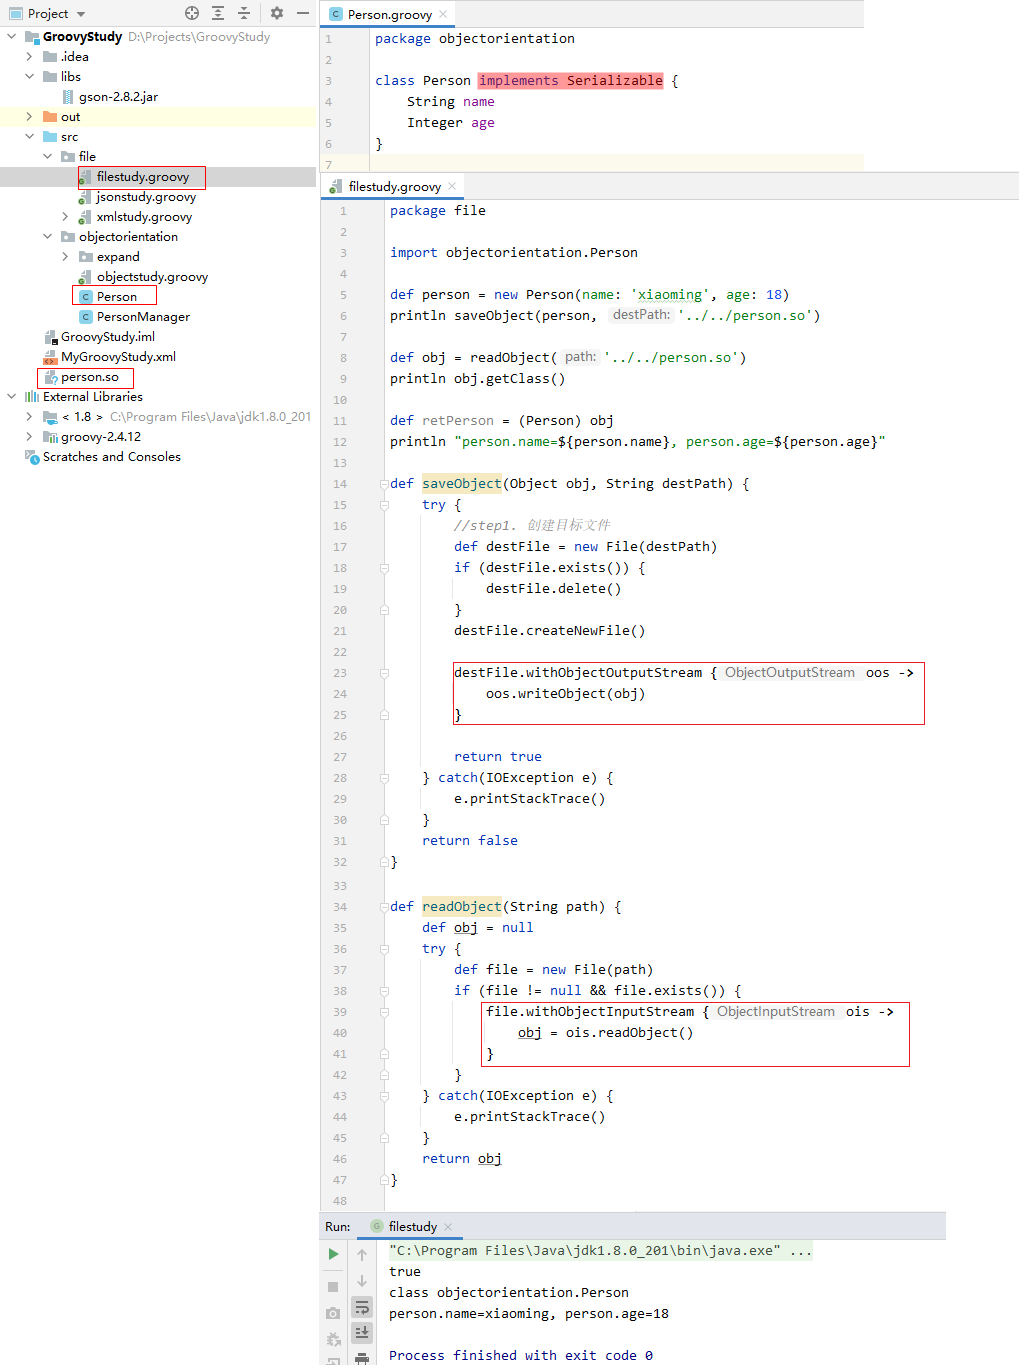 Project
GroovyStudy D:\Projects\GroovyStudy
.idea
libs
gson-2.8.2.jar
out
src
file
filestudy.groovy
jsonstudy.groovy
xmlstudy.groovy
objectorientation
expand
objectstudy.groovy
Person
PersonManager
GroovyStudy.iml
MyGroovyStudy.xml
person.so
External Libraries
< 1.8 > C:\Program Files\Java\jdk1.8.0_201
groovy-2.4.12
Scratches and Consoles
Person.groovy
1 package objectorientation
2
3 class Person implements Serializable {
4 String name
5 Integer age
6 }
7
filestudy.groovy
1 package file
2
3 import objectorientation.Person
4
5 def person = new Person(name: 'xiaoming', age: 18)
6 println saveObject(person, destPath: '../../person.so')
7
8 def obj = readObject( path: '../../person.so')
9 println obj.getClass()
10
11 def retPerson = (Person) obj
12 println "person.name=${person.name}, person.age=${person.age}"
13
14 def saveObject(Object obj, String destPath) {
15 try {
16 //step1. 创建目标文件
17 def destFile = new File(destPath)
18 if (destFile.exists()) {
19 destFile.delete()
20 }
21 destFile.createNewFile()
22
23 destFile.withObjectOutputStream { ObjectOutputStream oos ->
24 oos.writeObject(obj)
25 }
26
27 return true
28 } catch(IOException e) {
29 e.printStackTrace()
30 }
31 return false
32 }
33
34 def readObject(String path) {
35 def obj = null
36 try {
37 def file = new File(path)
38 if (file != null && file.exists()) {
39 file.withObjectInputStream { ObjectInputStream ois ->
40 obj = ois.readObject()
41 }
42 }
43 } catch(IOException e) {
44 e.printStackTrace()
45 }
46 return obj
47 }
48
Run: filestudy
"C:\Program Files\Java\jdk1.8.0_201\bin\java.exe" ...
true
class objectorientation.Person
person.name=xiaoming, person.age=18
Process finished with exit code 0